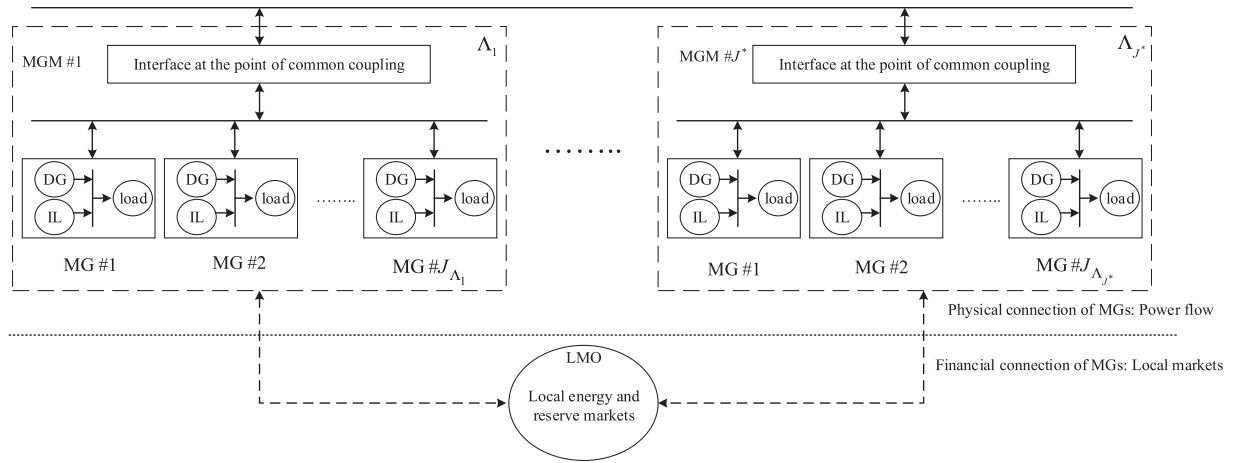 Λ₁
MGM #1
Interface at the point of common coupling
DG
IL
load
DG
IL
load
........
DG
IL
load
MG #1
MG #2
MG #J_Λ₁
........
Λ_J*
MGM #J*
Interface at the point of common coupling
DG
IL
load
DG
IL
load
........
DG
IL
load
MG #1
MG #2
MG #J_Λ_J*
Physical connection of MGs: Power flow
LMO
Local energy and
reserve markets
Financial connection of MGs: Local markets